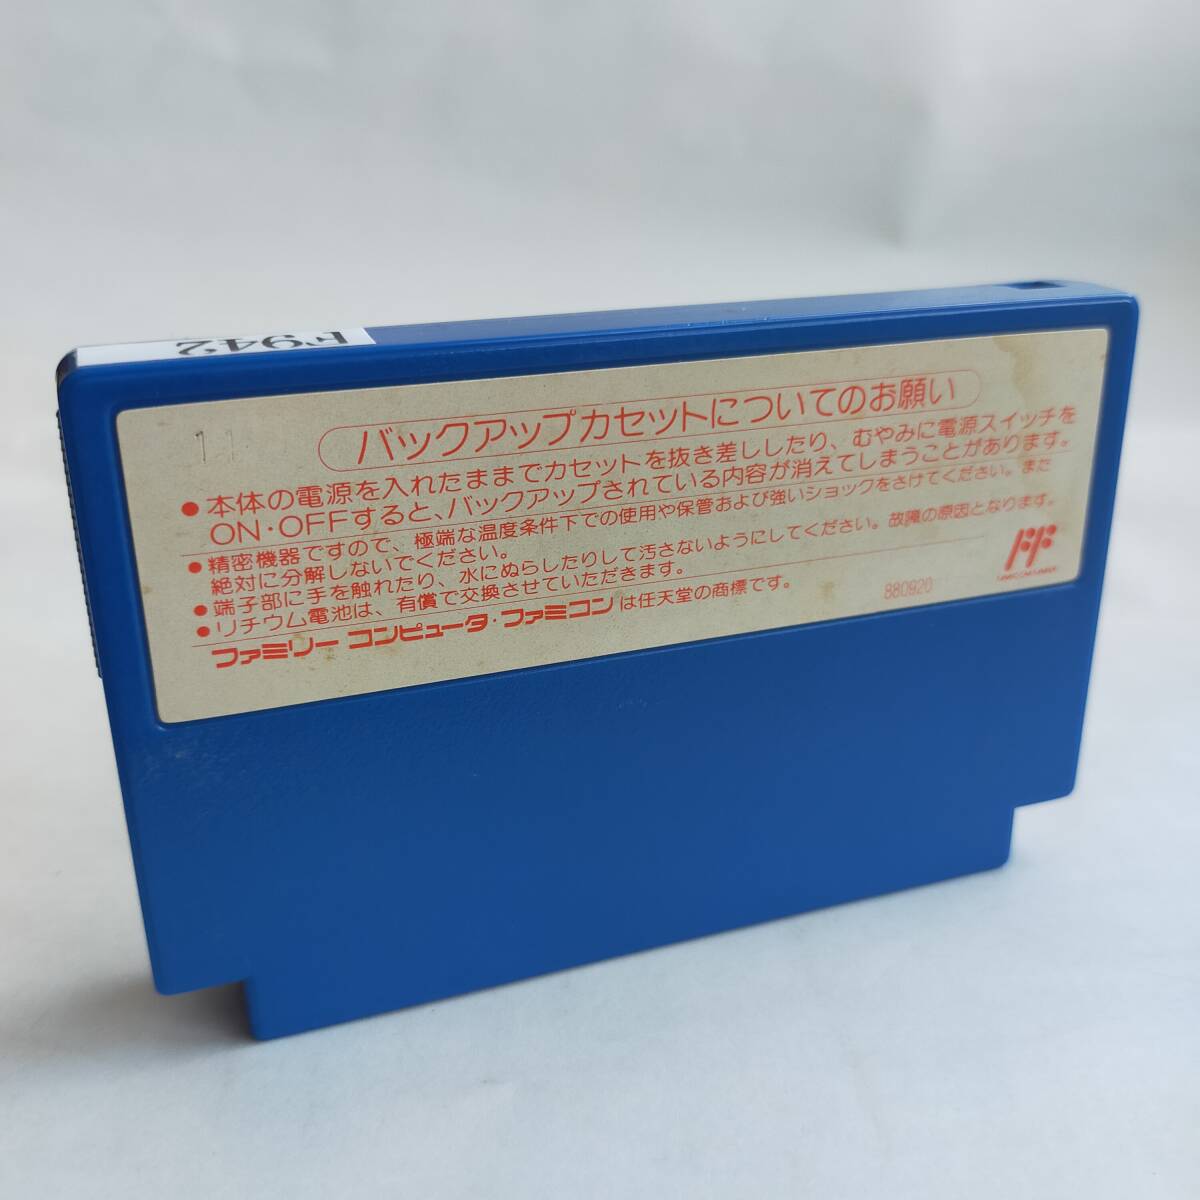 F942
11
バックアップカセットについてのお願い
●本体の電源を入れたままでカセットを抜き差ししたり、むやみに電源スイッチを
ON・OFFすると、バックアップされている内容が消えてしまうことがあります。
●精密機器ですので、極端な温度条件下での使用や保管および強いショックをさけてください。また
絶対に分解しないでください。
●端子部に手を触れたり、水にぬらしたりして汚さないようにしてください。故障の原因となります。
●リチウム電池は、有償で交換させていただきます。
ファミリー コンピュータ・ファミコンは任天堂の商標です。
880920
FF